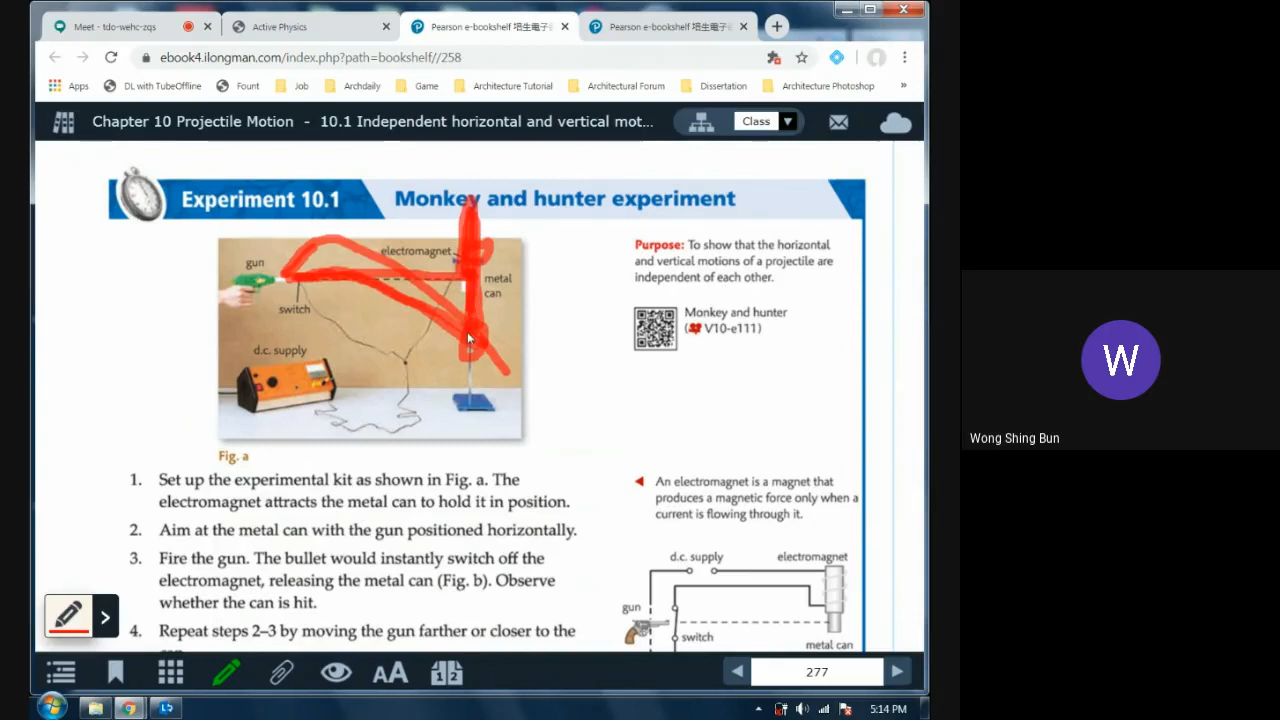 Meet - tdo-wehc-zqs
Active Physics
Pearson e-bookshelf 培生電子
Pearson e-bookshelf 培生電子
ebook4.ilongman.com/index.php?path=bookshelf//258
Apps
DL with TubeOffline
Fount
Job
Archdaily
Game
Architecture Tutorial
Architectural Forum
Dissertation
Architecture Photoshop
»
Chapter 10 Projectile Motion - 10.1 Independent horizontal and vertical mot...
Class
Experiment 10.1
Monkey and hunter experiment
electromagnet
gun
metal
can
switch
d.c. supply
Fig. a
Purpose: To show that the horizontal
and vertical motions of a projectile are
independent of each other.
Monkey and hunter
(V10-e111)
1. Set up the experimental kit as shown in Fig. a. The
electromagnet attracts the metal can to hold it in position.
2. Aim at the metal can with the gun positioned horizontally.
3. Fire the gun. The bullet would instantly switch off the
electromagnet, releasing the metal can (Fig. b). Observe
whether the can is hit.
4. Repeat steps 2–3 by moving the gun farther or closer to the
An electromagnet is a magnet that
produces a magnetic force only when a
current is flowing through it.
d.c. supply
electromagnet
gun
switch
metal can
AA
1 2
277
5:14 PM
W
Wong Shing Bun